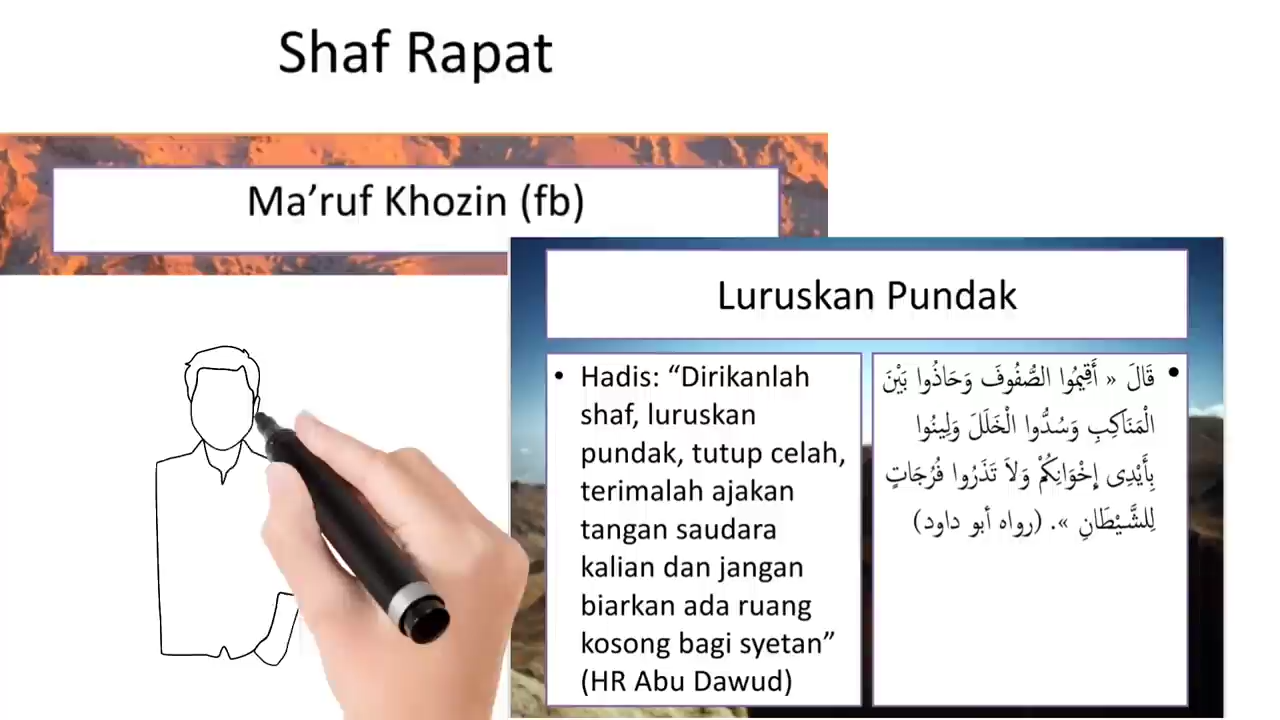 Shaf Rapat
Ma’ruf Khozin (fb)
Luruskan Pundak
• Hadis: “Dirikanlah
shaf, luruskan
pundak, tutup celah,
terimalah ajakan
tangan saudara
kalian dan jangan
biarkan ada ruang
kosong bagi syetan”
(HR Abu Dawud)
• قَالَ « أَقِيمُوا الصُّفُوفَ وَحَاذُوا بَيْنَ
الْمَنَاكِبِ وَسُدُّوا الْخَلَلَ وَلِينُوا
بِأَيْدِى إِخْوَانِكُمْ وَلاَ تَذَرُوا فُرُجَاتٍ
لِلشَّيْطَانِ ». (رواه أبو داود)